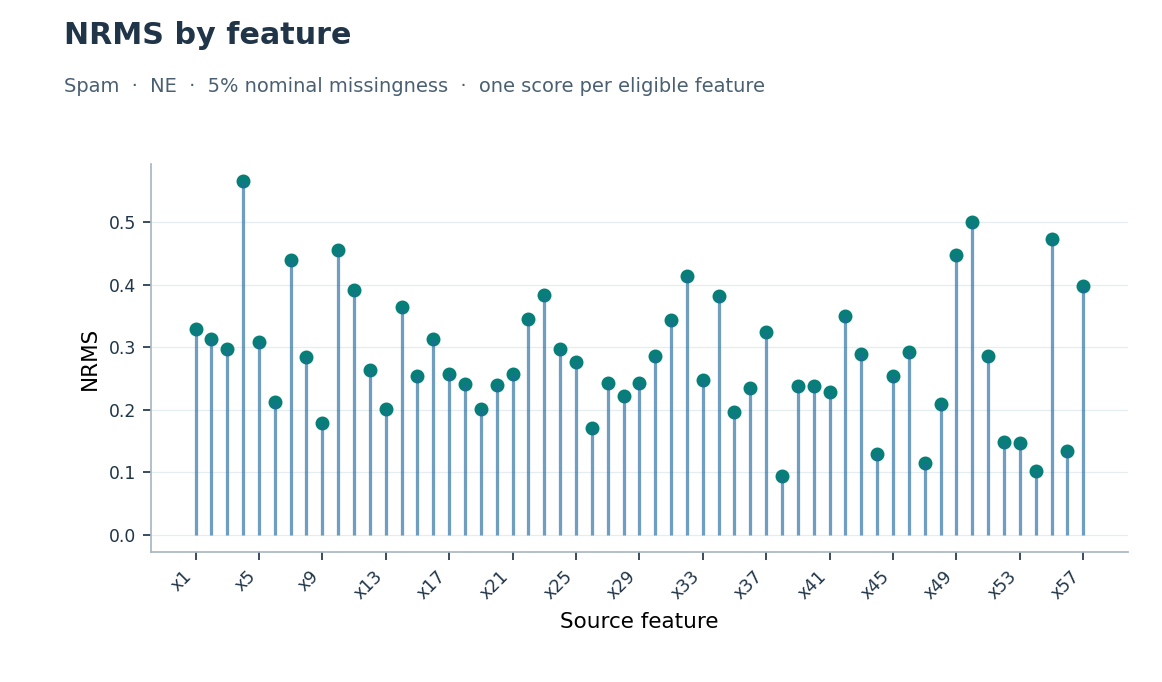 NRMS by feature
Spam · NE · 5% nominal missingness · one score per eligible feature
NRMS
0.5
0.4
0.3
0.2
0.1
0.0
x1 x5 x9 x13 x17 x21 x25 x29 x33 x37 x41 x45 x49 x53 x57
Source feature